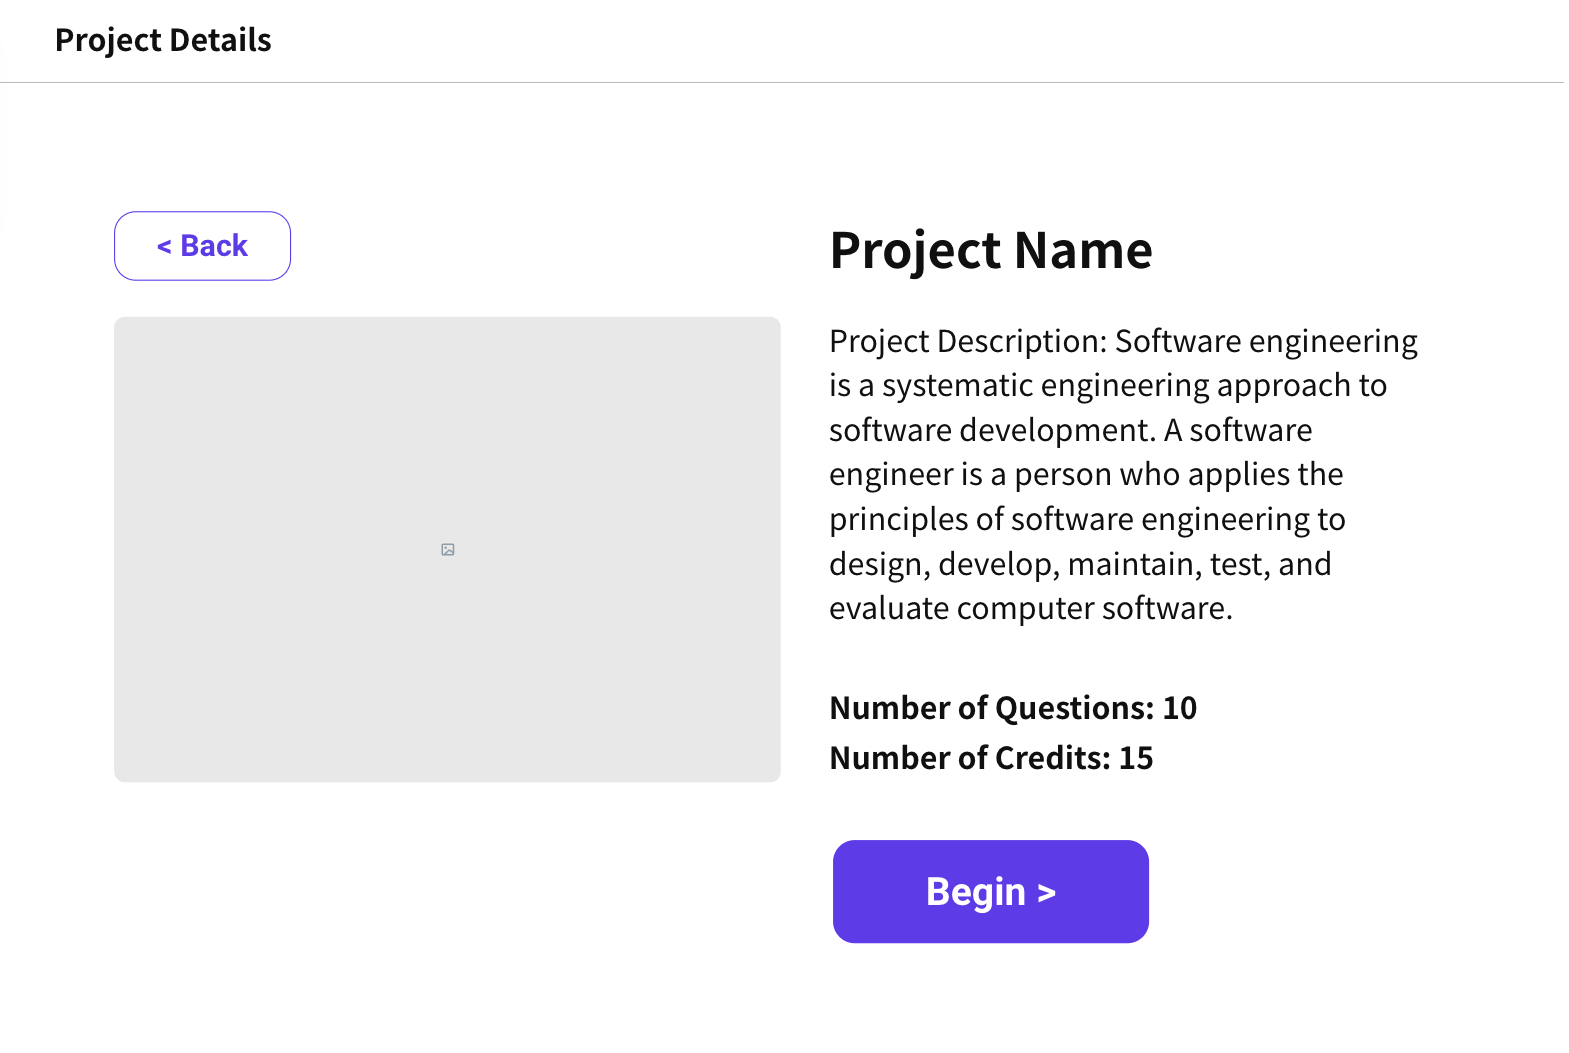 Project Details
< Back
Project Name
Project Description: Software engineering
is a systematic engineering approach to
software development. A software
engineer is a person who applies the
principles of software engineering to
design, develop, maintain, test, and
evaluate computer software.
Number of Questions: 10
Number of Credits: 15
Begin >